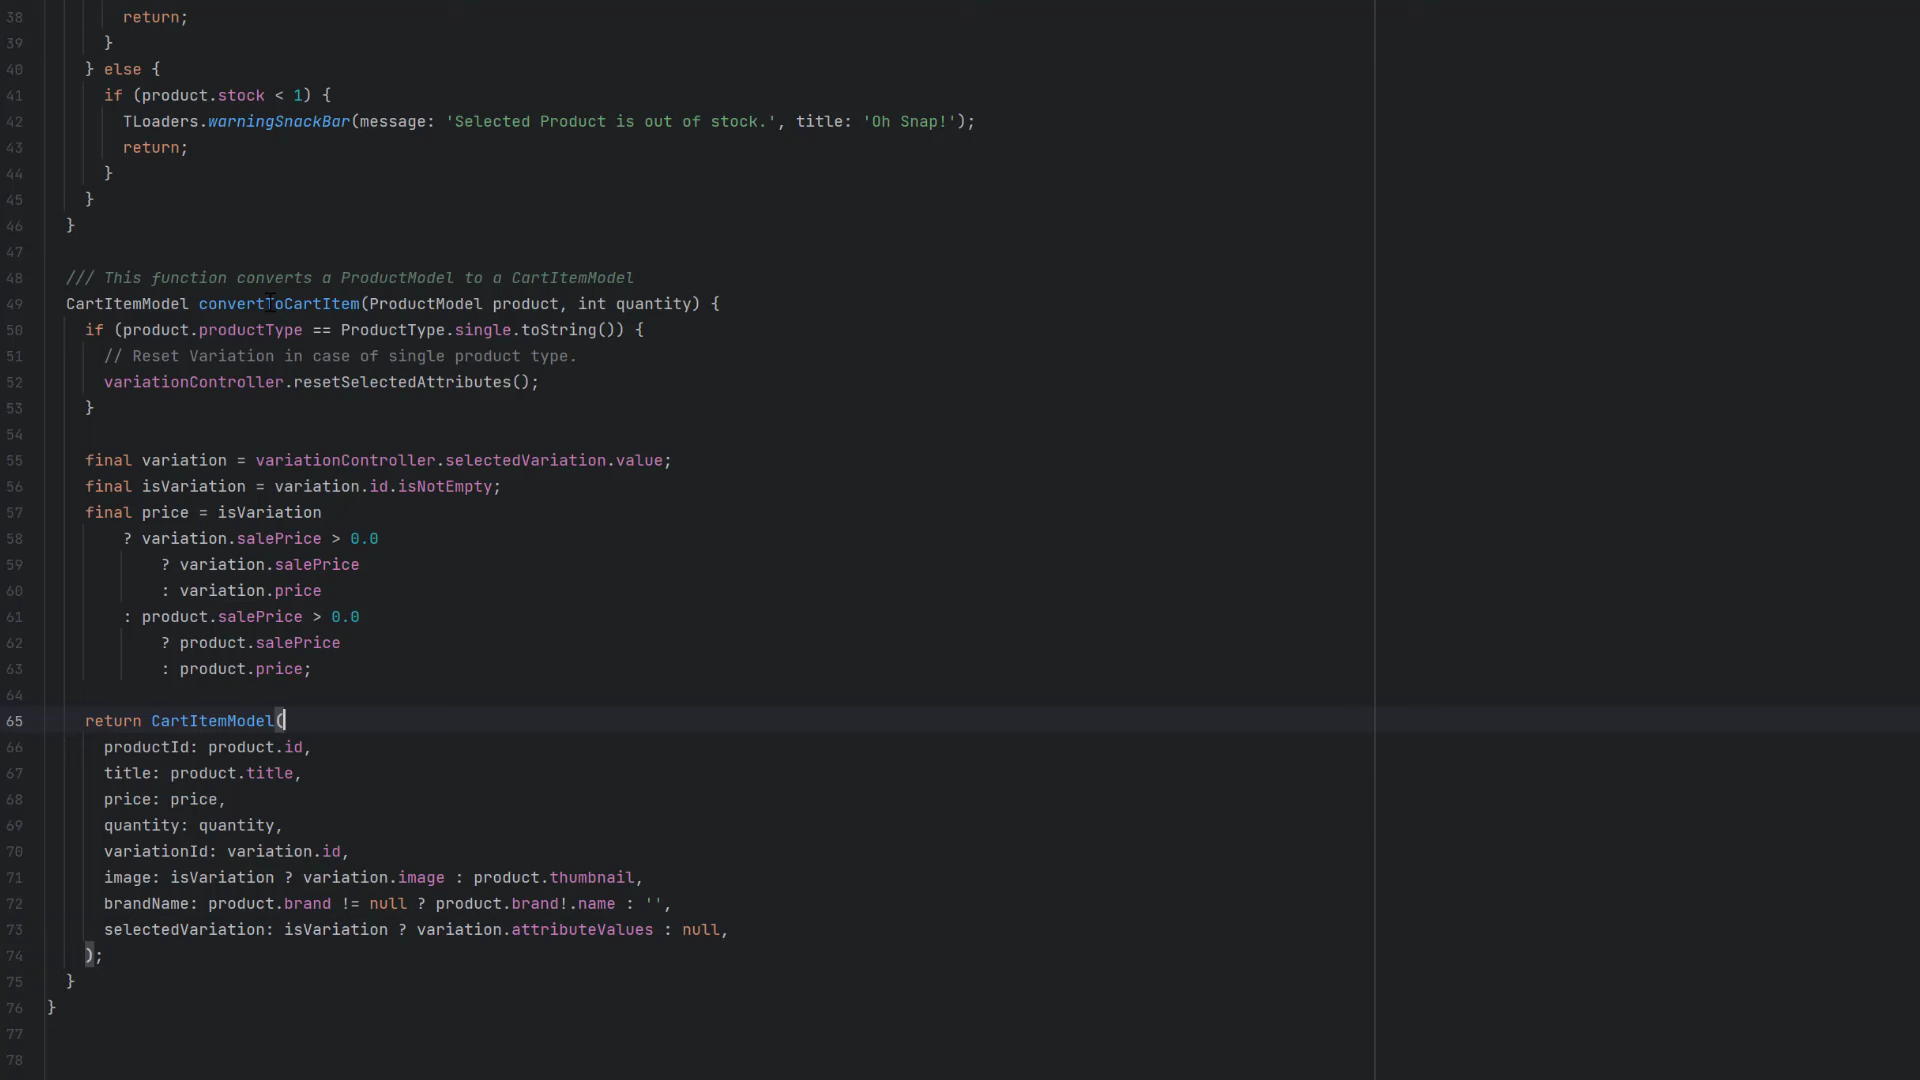 38 return;
39 }
40 } else {
41 if (product.stock < 1) {
42 TLoaders.warningSnackBar(message: 'Selected Product is out of stock.', title: 'Oh Snap!');
43 return;
44 }
45 }
46 }
47
48 /// This function converts a ProductModel to a CartItemModel
49 CartItemModel convertToCartItem(ProductModel product, int quantity) {
50 if (product.productType == ProductType.single.toString()) {
51 // Reset Variation in case of single product type.
52 variationController.resetSelectedAttributes();
53 }
54
55 final variation = variationController.selectedVariation.value;
56 final isVariation = variation.id.isNotEmpty;
57 final price = isVariation
58 ? variation.salePrice > 0.0
59 ? variation.salePrice
60 : variation.price
61 : product.salePrice > 0.0
62 ? product.salePrice
63 : product.price;
64
65 return CartItemModel(
66 productId: product.id,
67 title: product.title,
68 price: price,
69 quantity: quantity,
70 variationId: variation.id,
71 image: isVariation ? variation.image : product.thumbnail,
72 brandName: product.brand != null ? product.brand!.name : '',
73 selectedVariation: isVariation ? variation.attributeValues : null,
74 );
75 }
76 }
77
78